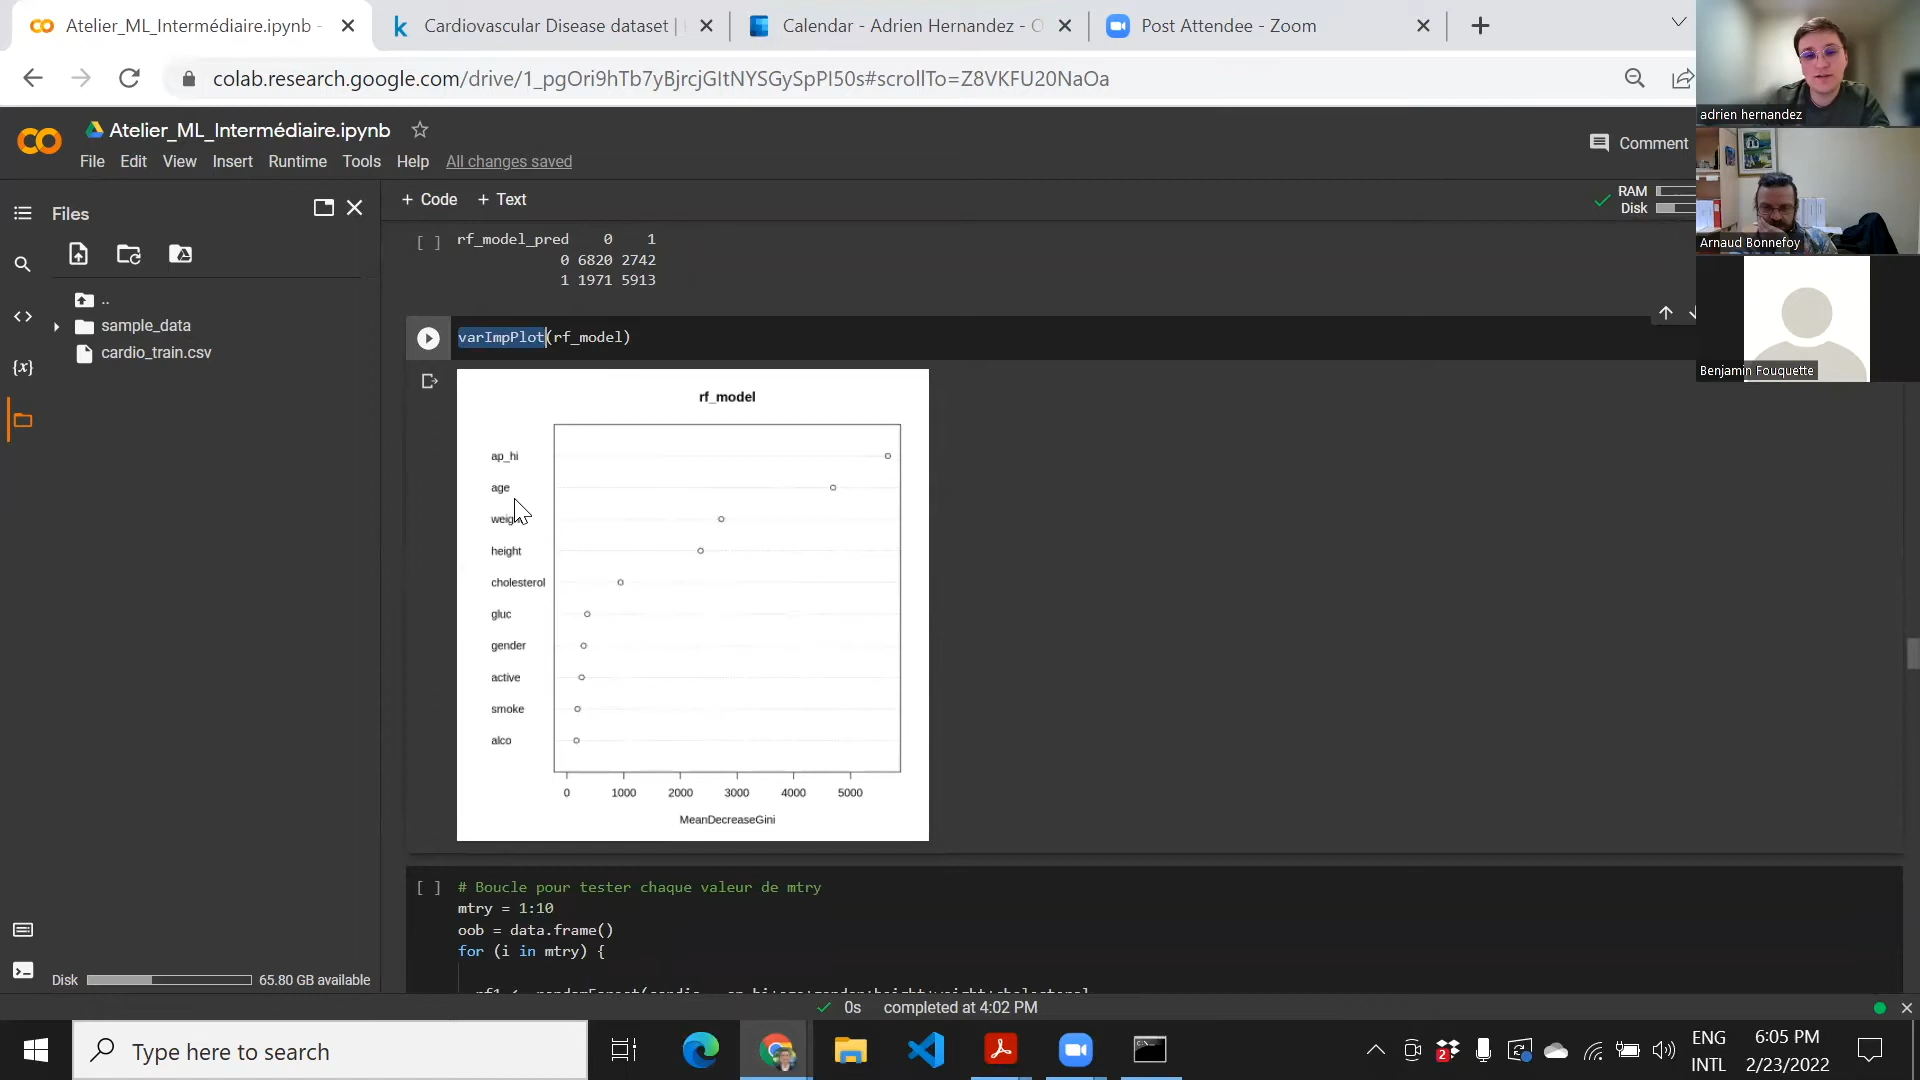 Atelier_ML_Intermédiaire.ipynb -
Cardiovascular Disease dataset |
Calendar - Adrien Hernandez - O
Post Attendee - Zoom
colab.research.google.com/drive/1_pgOri9hTb7yBjrcjGItNYSGySpPI50s#scrollTo=Z8VKFU20NaOa
Atelier_ML_Intermédiaire.ipynb
File Edit View Insert Runtime Tools Help All changes saved
Comment
Files
+ Code + Text
RAM
Disk
..
sample_data
cardio_train.csv
[ ] rf_model_pred 0 1
0 6820 2742
1 1971 5913
varImpPlot(rf_model)
rf_model
ap_hi
age
height
cholesterol
gluc
gender
active
smoke
alco
0 1000 2000 3000 4000 5000
MeanDecreaseGini
[ ] # Boucle pour tester chaque valeur de mtry
mtry = 1:10
oob = data.frame()
for (i in mtry) {
Disk 65.80 GB available
0s completed at 4:02 PM
adrien hernandez
Arnaud Bonnefoy
Benjamin Fouquette
Type here to search
2
ENG
INTL
6:05 PM
2/23/2022